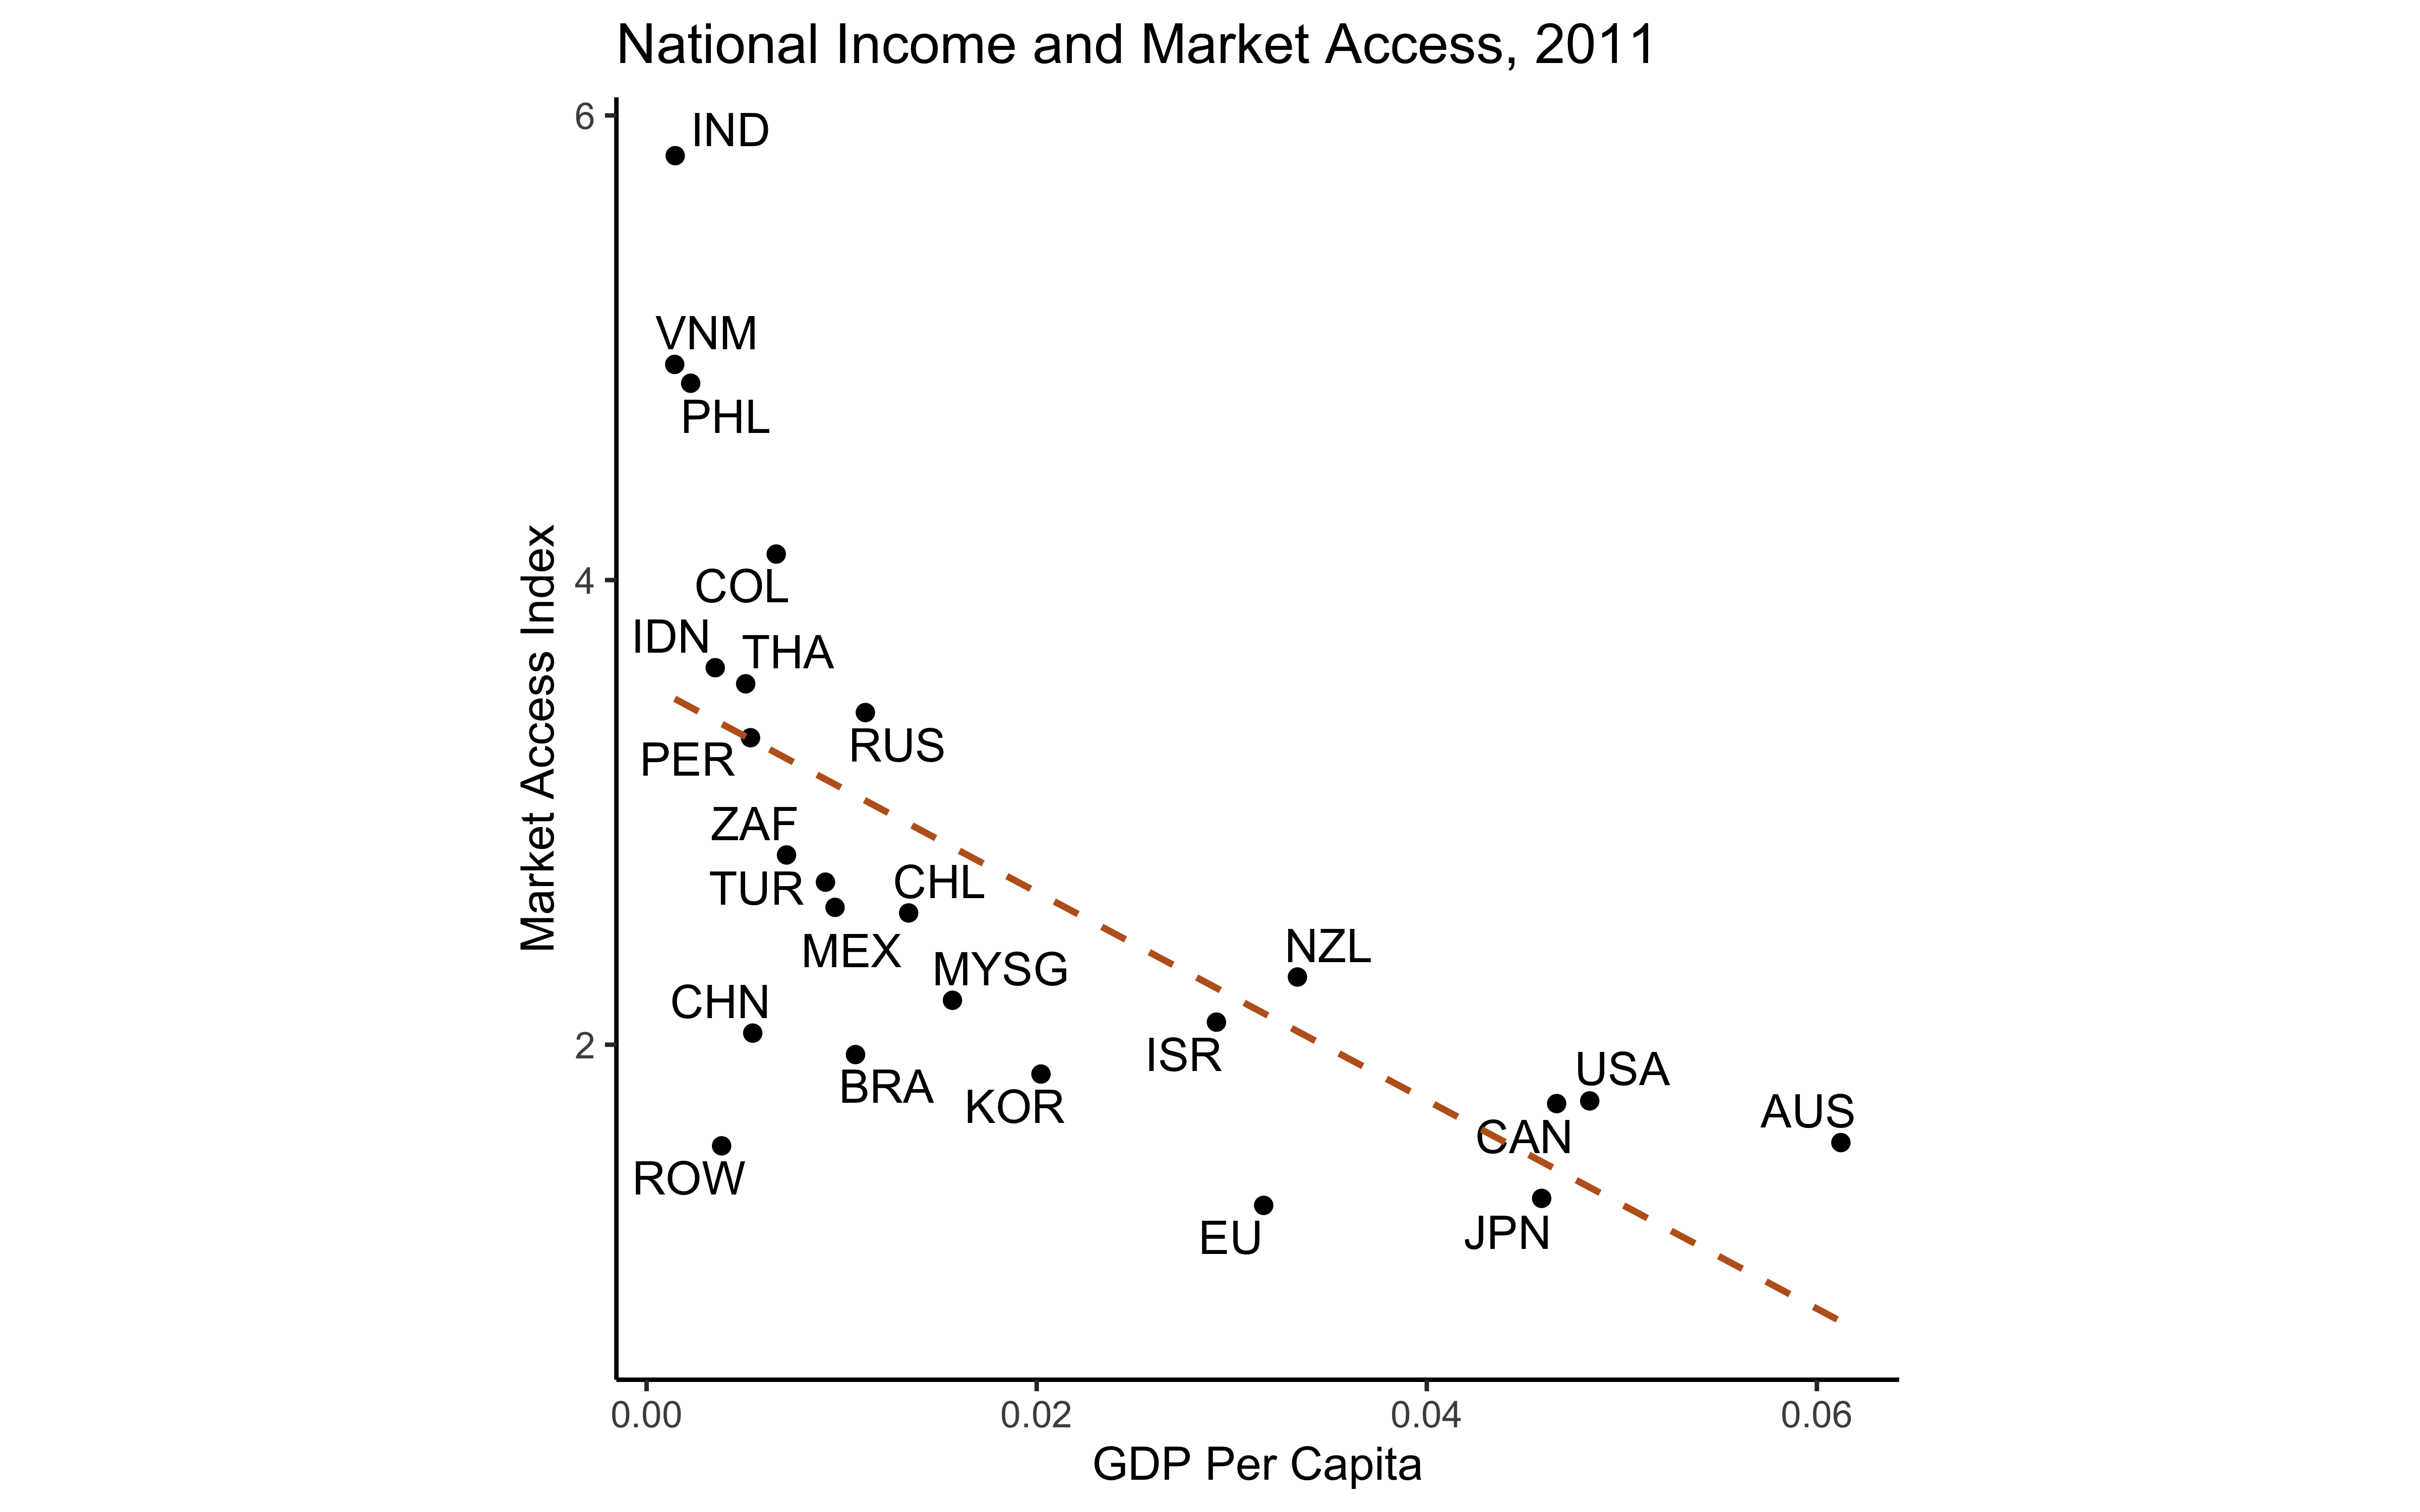 National Income and Market Access, 2011
6
IND
VNM
PHL
4
COL
IDN
THA
PER
RUS
ZAF
TUR
CHL
MEX
MYSG
NZL
CHN
2
ISR
BRA
KOR
USA
CAN
AUS
ROW
EU
JPN
Market Access Index
0.00 0.02 0.04 0.06
GDP Per Capita